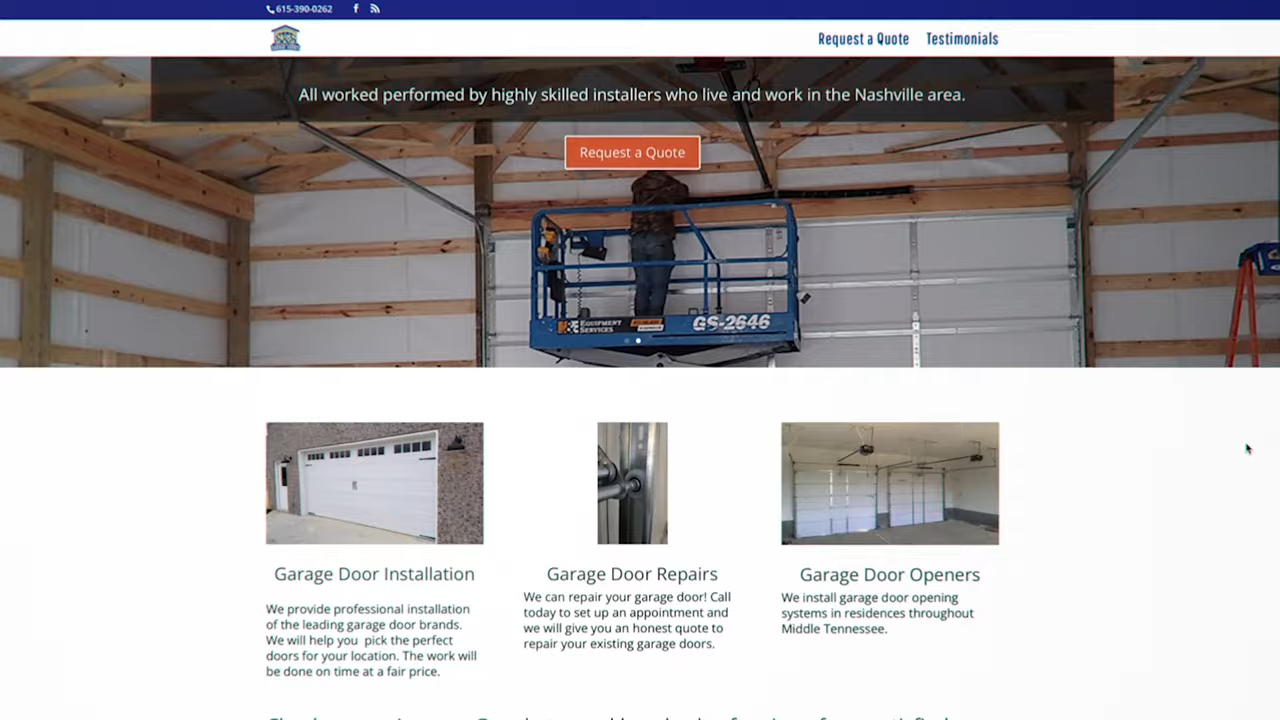 615-390-0262
Request a Quote Testimonials
All worked performed by highly skilled installers who live and work in the Nashville area.
Request a Quote
EQUIPMENT
SERVICES
GS-2646
Garage Door Installation
We provide professional installation
of the leading garage door brands.
We will help you pick the perfect
doors for your location. The work will
be done on time at a fair price.
Garage Door Repairs
We can repair your garage door! Call
today to set up an appointment and
we will give you an honest quote to
repair your existing garage doors.
Garage Door Openers
We install garage door opening
systems in residences throughout
Middle Tennessee.